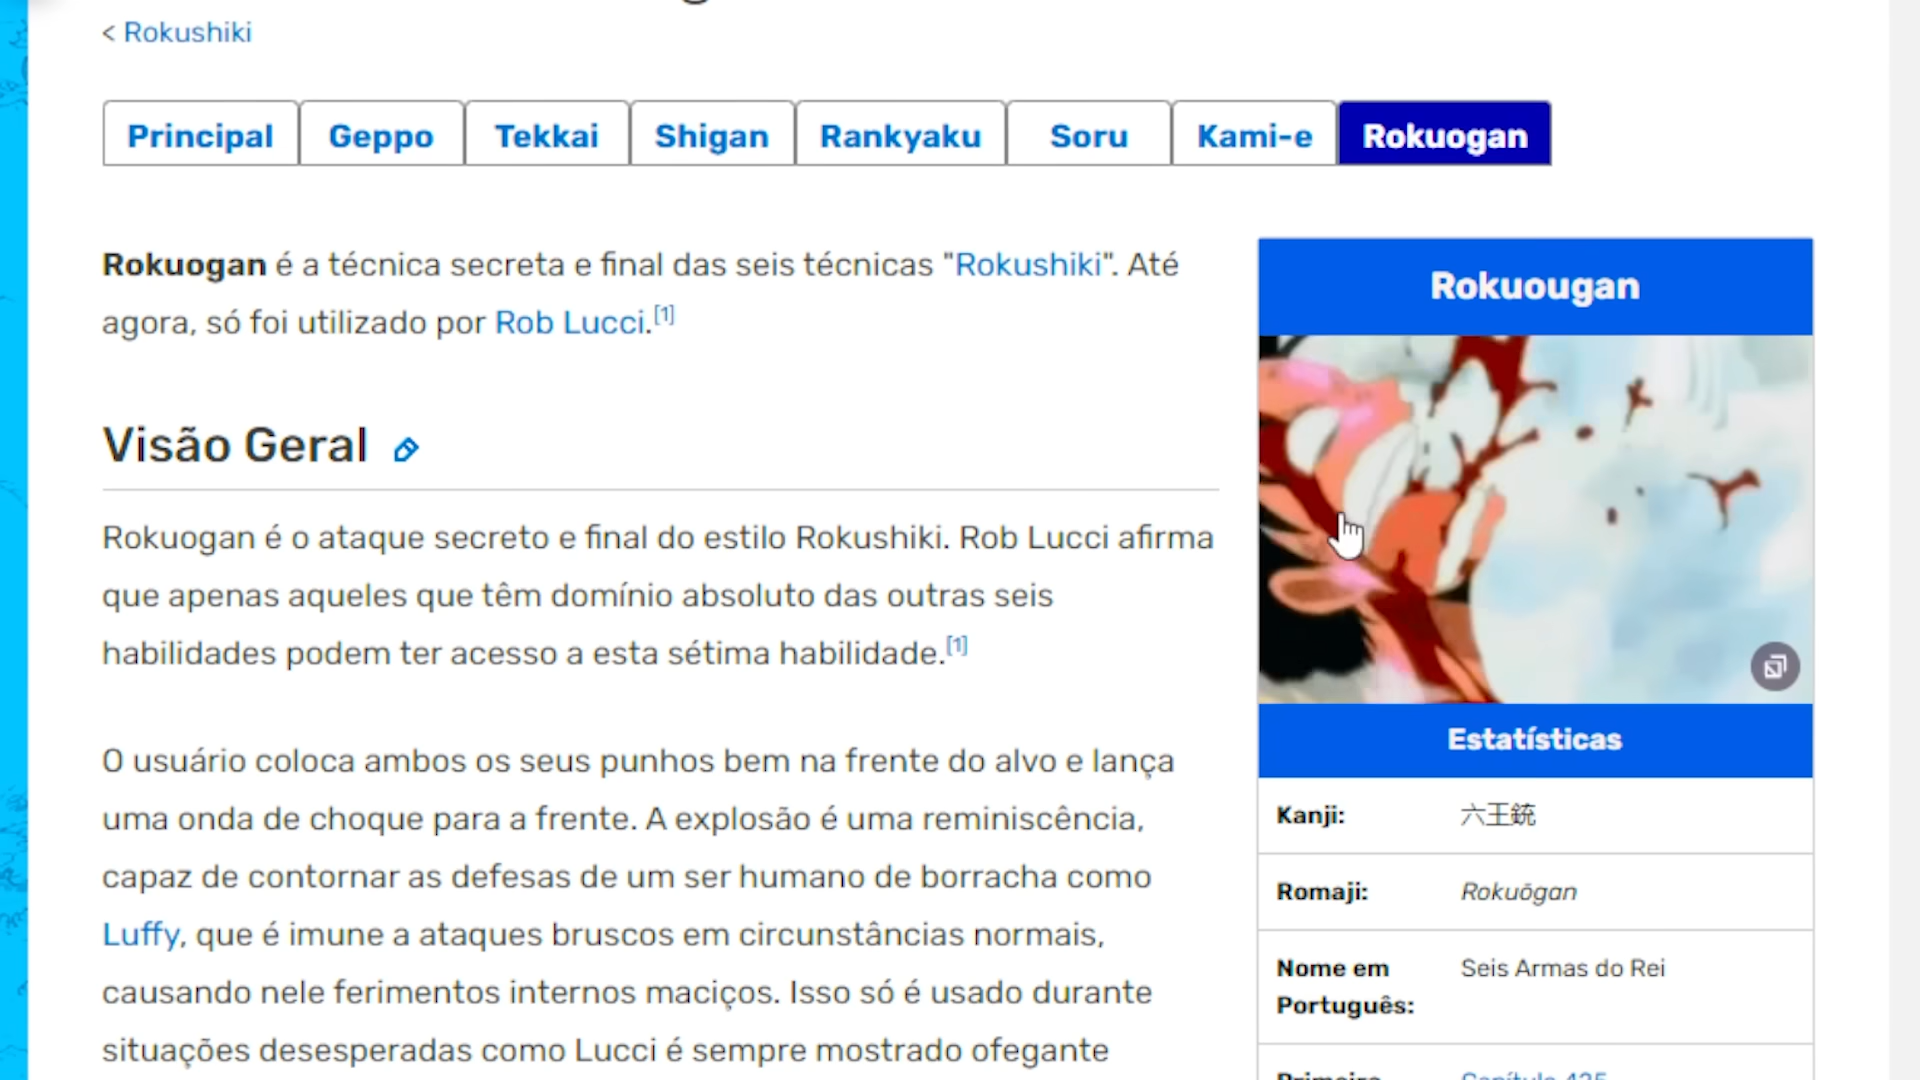 < Rokushiki
Principal Geppo Tekkai Shigan Rankyaku Soru Kami-e Rokuogan
Rokuogan é a técnica secreta e final das seis técnicas "Rokushiki". Até
agora, só foi utilizado por Rob Lucci.[1]
Visão Geral
Rokuogan é o ataque secreto e final do estilo Rokushiki. Rob Lucci afirma
que apenas aqueles que têm domínio absoluto das outras seis
habilidades podem ter acesso a esta sétima habilidade.[1]
O usuário coloca ambos os seus punhos bem na frente do alvo e lança
uma onda de choque para a frente. A explosão é uma reminiscência,
capaz de contornar as defesas de um ser humano de borracha como
Luffy, que é imune a ataques bruscos em circunstâncias normais,
causando nele ferimentos internos maciços. Isso só é usado durante
situações desesperadas como Lucci é sempre mostrado ofegante
Rokuougan
Estatísticas
Kanji: 六王銃
Romaji: Rokuōgan
Nome em Seis Armas do Rei
Português:
Primeira Capítulo